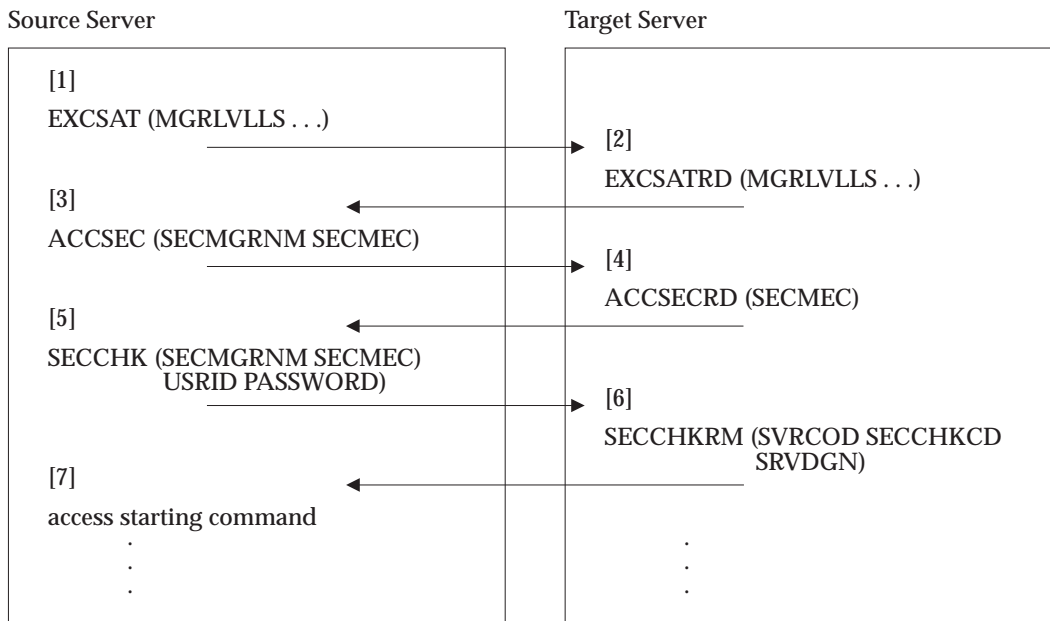 Source Server
Target Server
[1]
EXCSAT (MGRLVLLS . . .)
[2]
EXCSATRD (MGRLVLLS . . .)
[3]
ACCSEC (SECMGRNM SECMEC)
[4]
ACCSECRD (SECMEC)
[5]
SECCHK (SECMGRNM SECMEC)
USRID PASSWORD)
[6]
SECCHKRM (SVRCOD SECCHKCD
SRVDGN)
[7]
access starting command
.
.
.
.
.
.